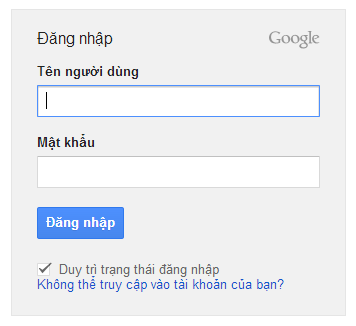 Đăng nhập Google
Tên người dùng
Mật khẩu
Đăng nhập
Duy trì trạng thái đăng nhập
Không thể truy cập vào tài khoản của bạn?